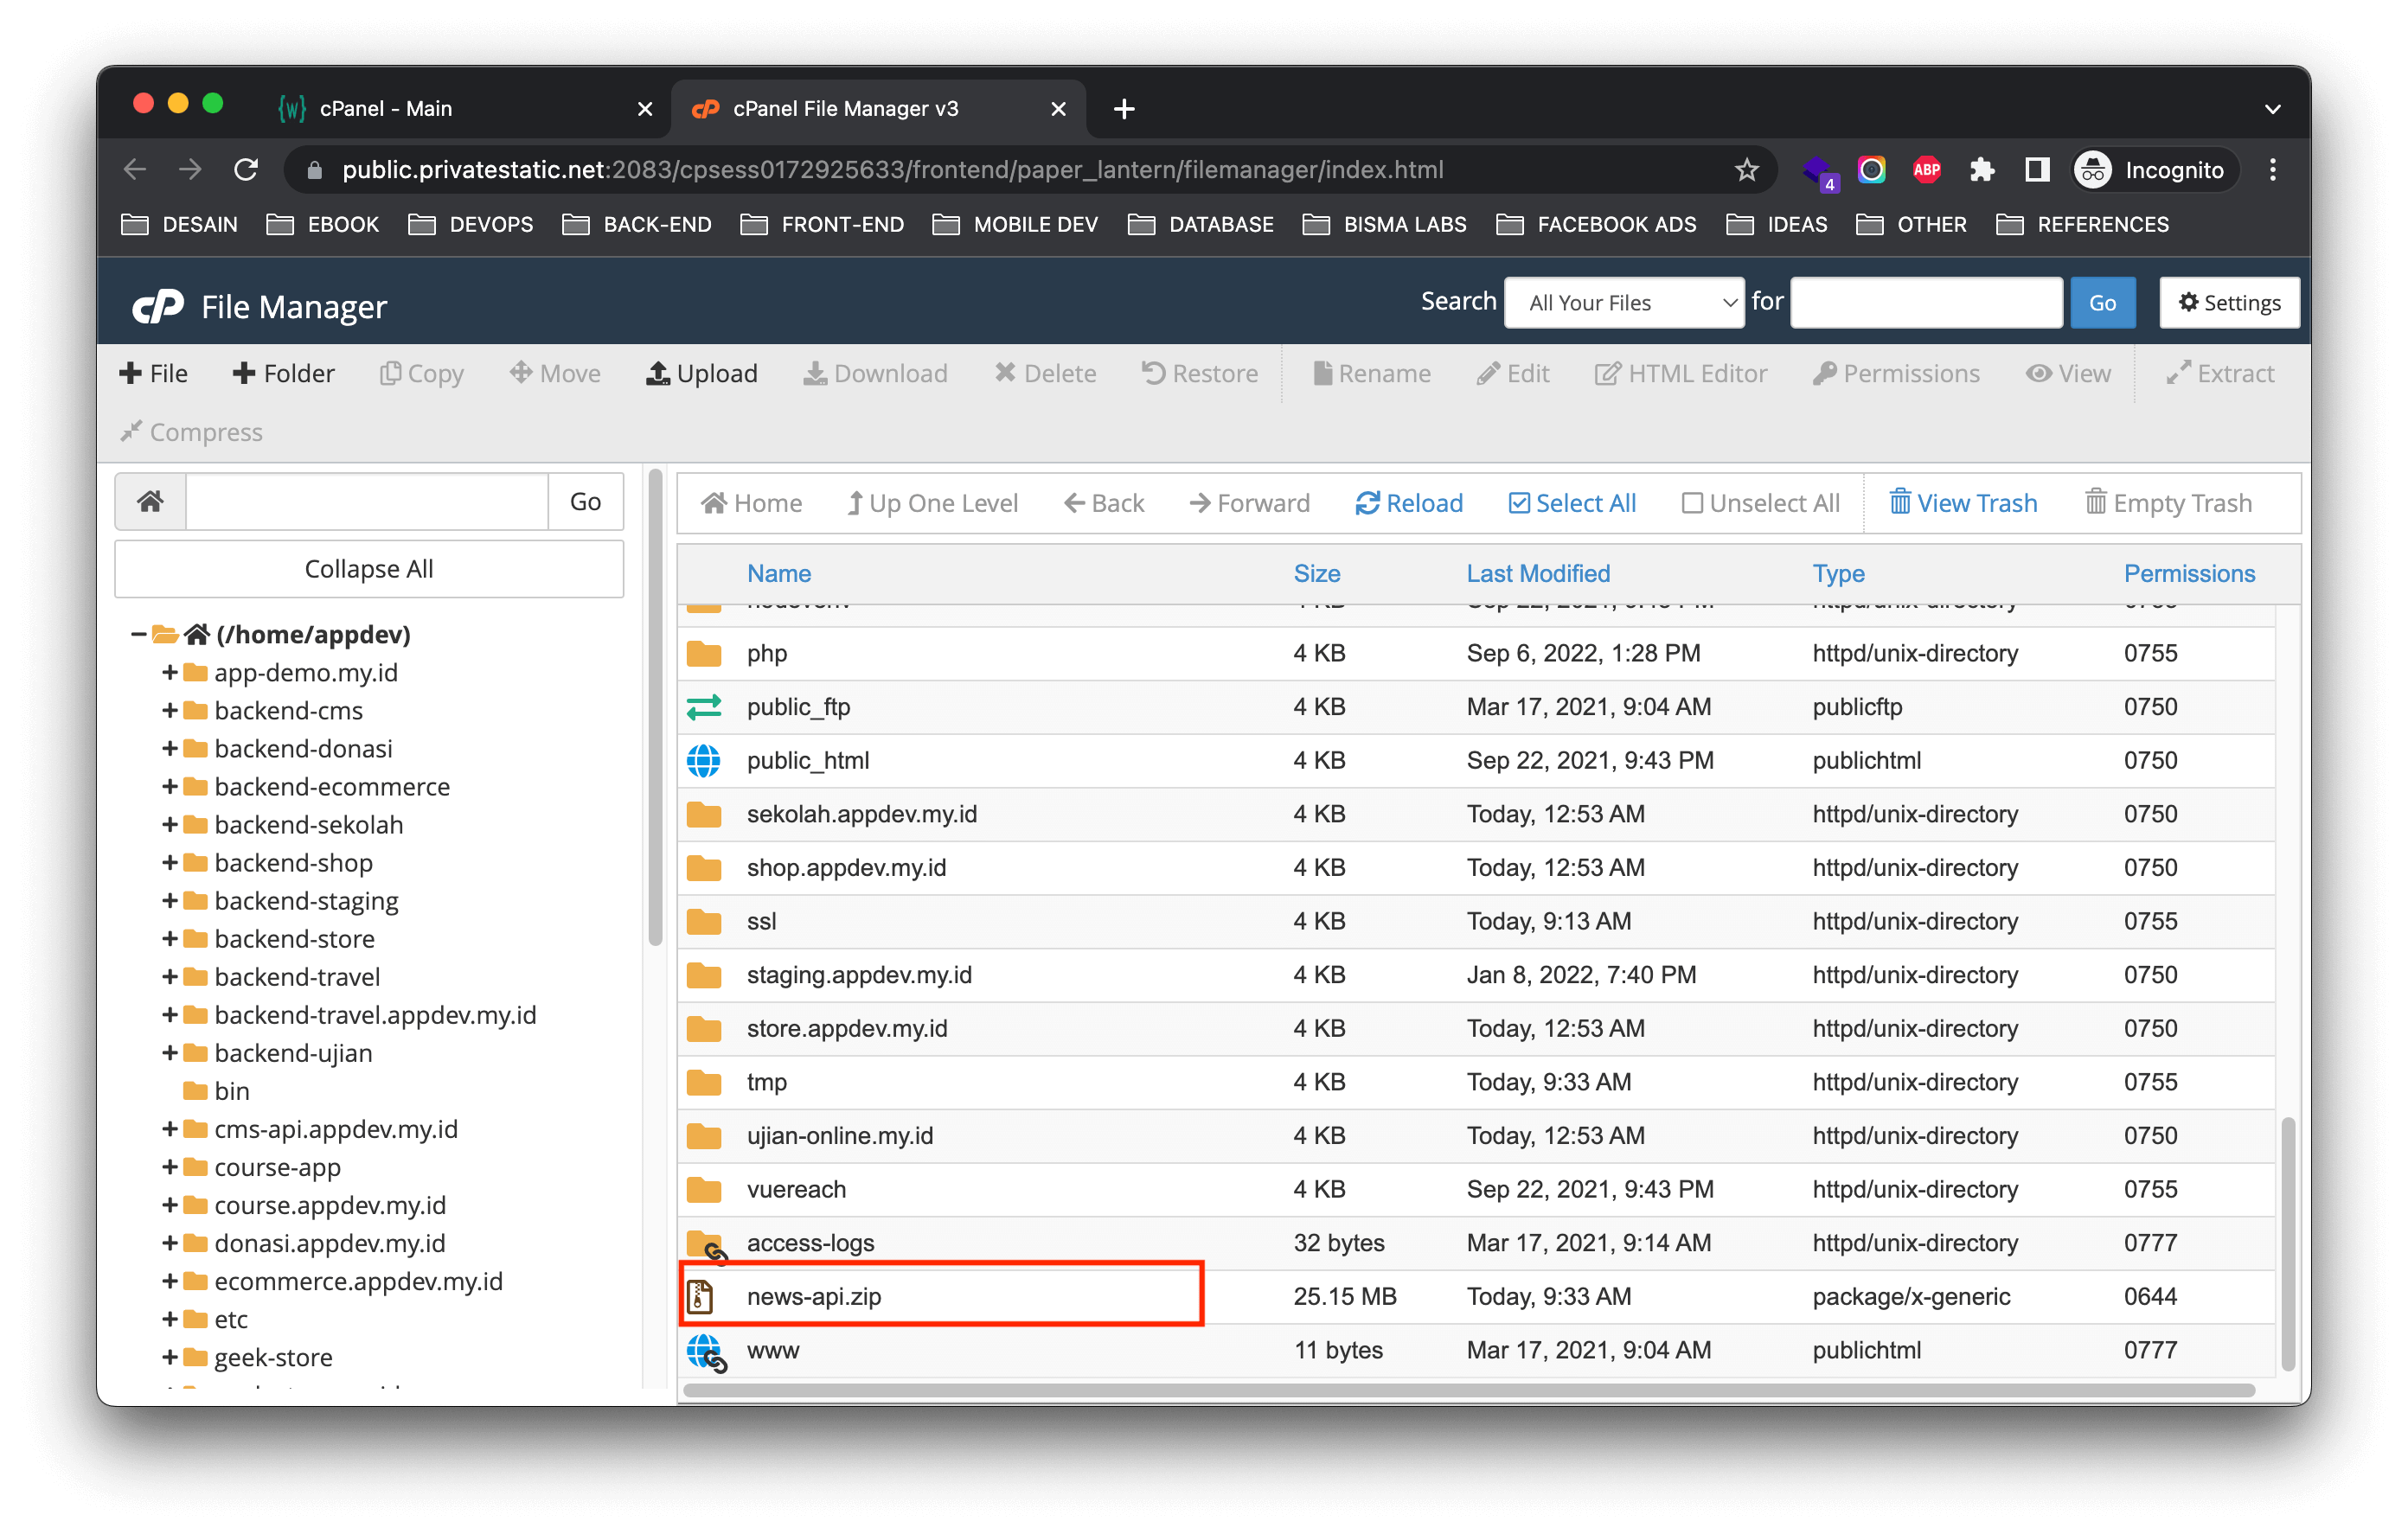 cPanel - Main
cPanel File Manager v3
public.privatestatic.net:2083/cpsess0172925633/frontend/paper_lantern/filemanager/index.html
4
ABP
Incognito
DESAIN EBOOK DEVOPS BACK-END FRONT-END MOBILE DEV DATABASE BISMA LABS FACEBOOK ADS IDEAS OTHER REFERENCES
cP File Manager
Search All Your Files for Go Settings
File Folder Copy Move Upload Download Delete Restore Rename Edit HTML Editor Permissions View Extract
Compress
Go
Collapse All
(/home/appdev)
app-demo.my.id
backend-cms
backend-donasi
backend-ecommerce
backend-sekolah
backend-shop
backend-staging
backend-store
backend-travel
backend-travel.appdev.my.id
backend-ujian
bin
cms-api.appdev.my.id
course-app
course.appdev.my.id
donasi.appdev.my.id
ecommerce.appdev.my.id
etc
geek-store
Home Up One Level Back Forward Reload Select All Unselect All View Trash Empty Trash
Name Size Last Modified Type Permissions
php 4 KB Sep 6, 2022, 1:28 PM httpd/unix-directory 0755
public_ftp 4 KB Mar 17, 2021, 9:04 AM publicftp 0750
public_html 4 KB Sep 22, 2021, 9:43 PM publichtml 0750
sekolah.appdev.my.id 4 KB Today, 12:53 AM httpd/unix-directory 0750
shop.appdev.my.id 4 KB Today, 12:53 AM httpd/unix-directory 0750
ssl 4 KB Today, 9:13 AM httpd/unix-directory 0755
staging.appdev.my.id 4 KB Jan 8, 2022, 7:40 PM httpd/unix-directory 0750
store.appdev.my.id 4 KB Today, 12:53 AM httpd/unix-directory 0750
tmp 4 KB Today, 9:33 AM httpd/unix-directory 0755
ujian-online.my.id 4 KB Today, 12:53 AM httpd/unix-directory 0750
vuereach 4 KB Sep 22, 2021, 9:43 PM httpd/unix-directory 0755
access-logs 32 bytes Mar 17, 2021, 9:14 AM httpd/unix-directory 0777
news-api.zip 25.15 MB Today, 9:33 AM package/x-generic 0644
www 11 bytes Mar 17, 2021, 9:04 AM publichtml 0777